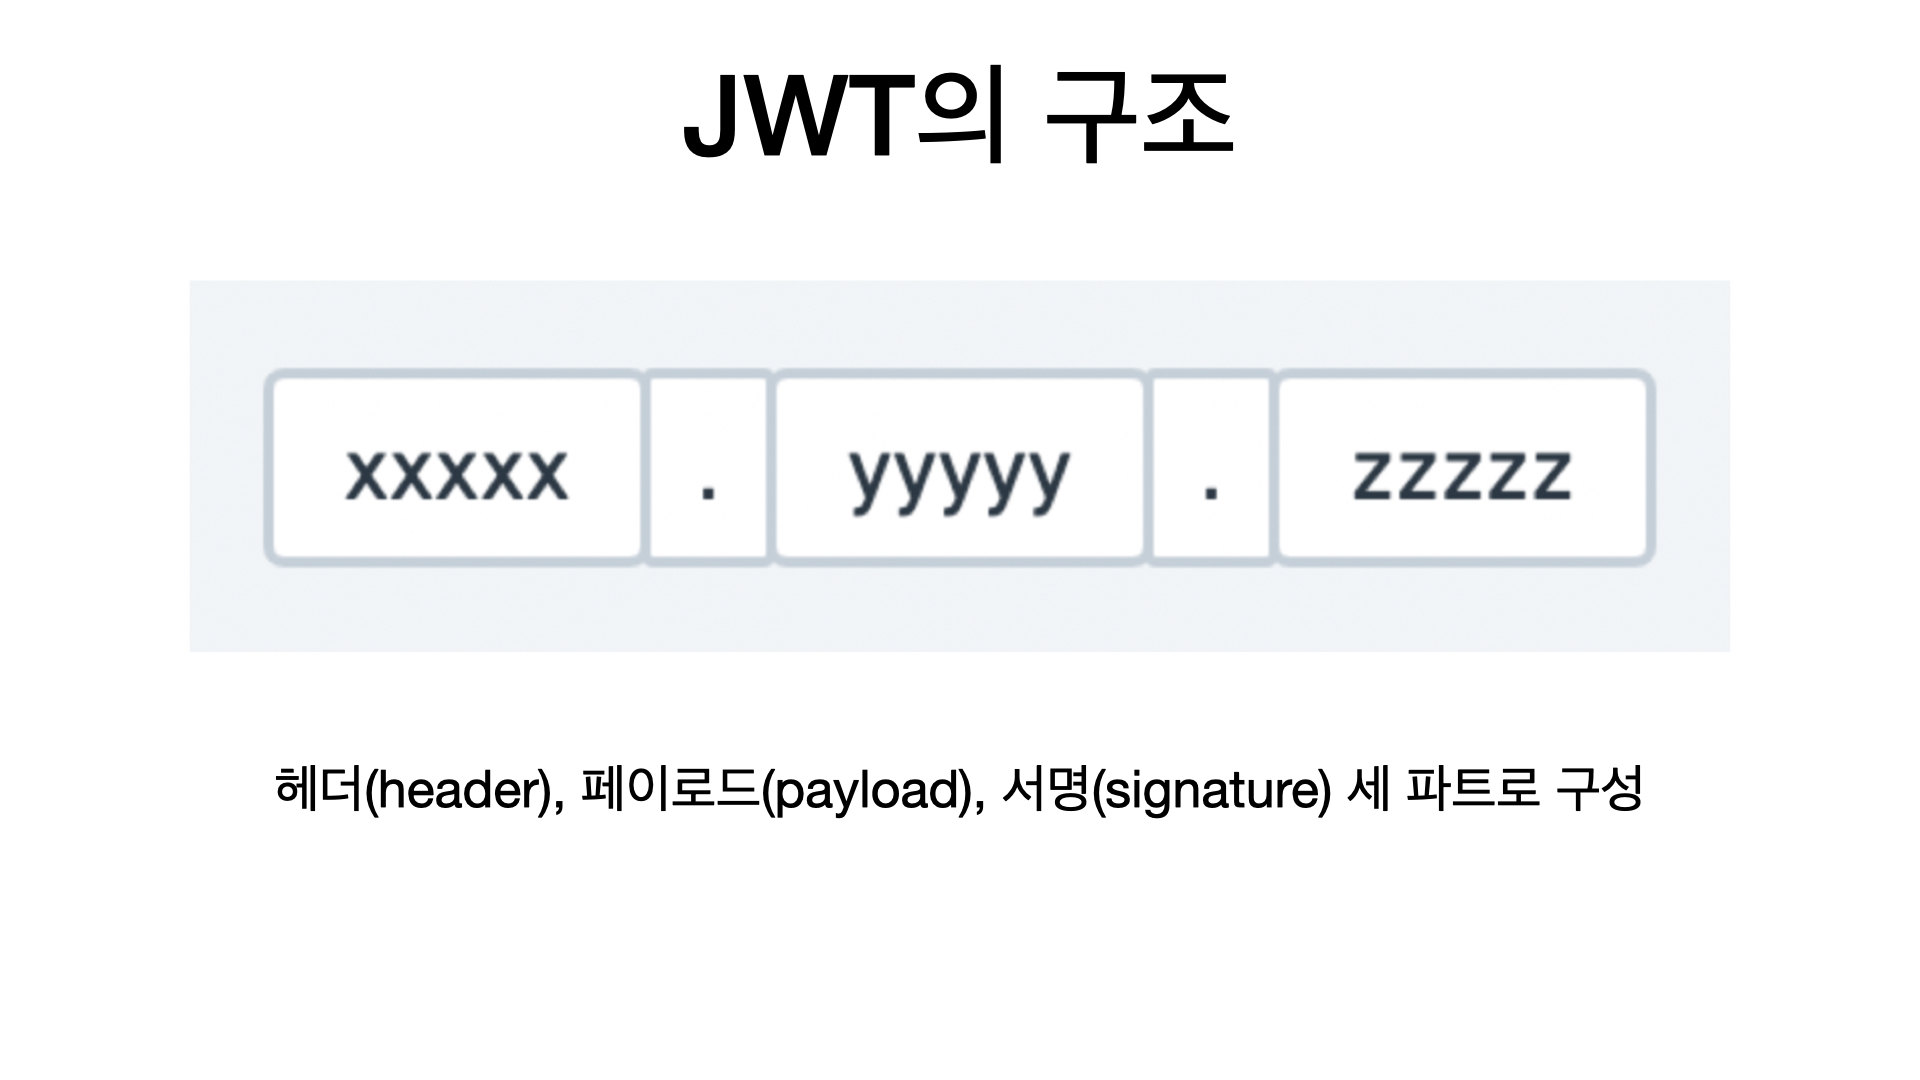 JWT의 구조
xxxxx . yyyyy . zzzzz
헤더(header), 페이로드(payload), 서명(signature) 세 파트로 구성